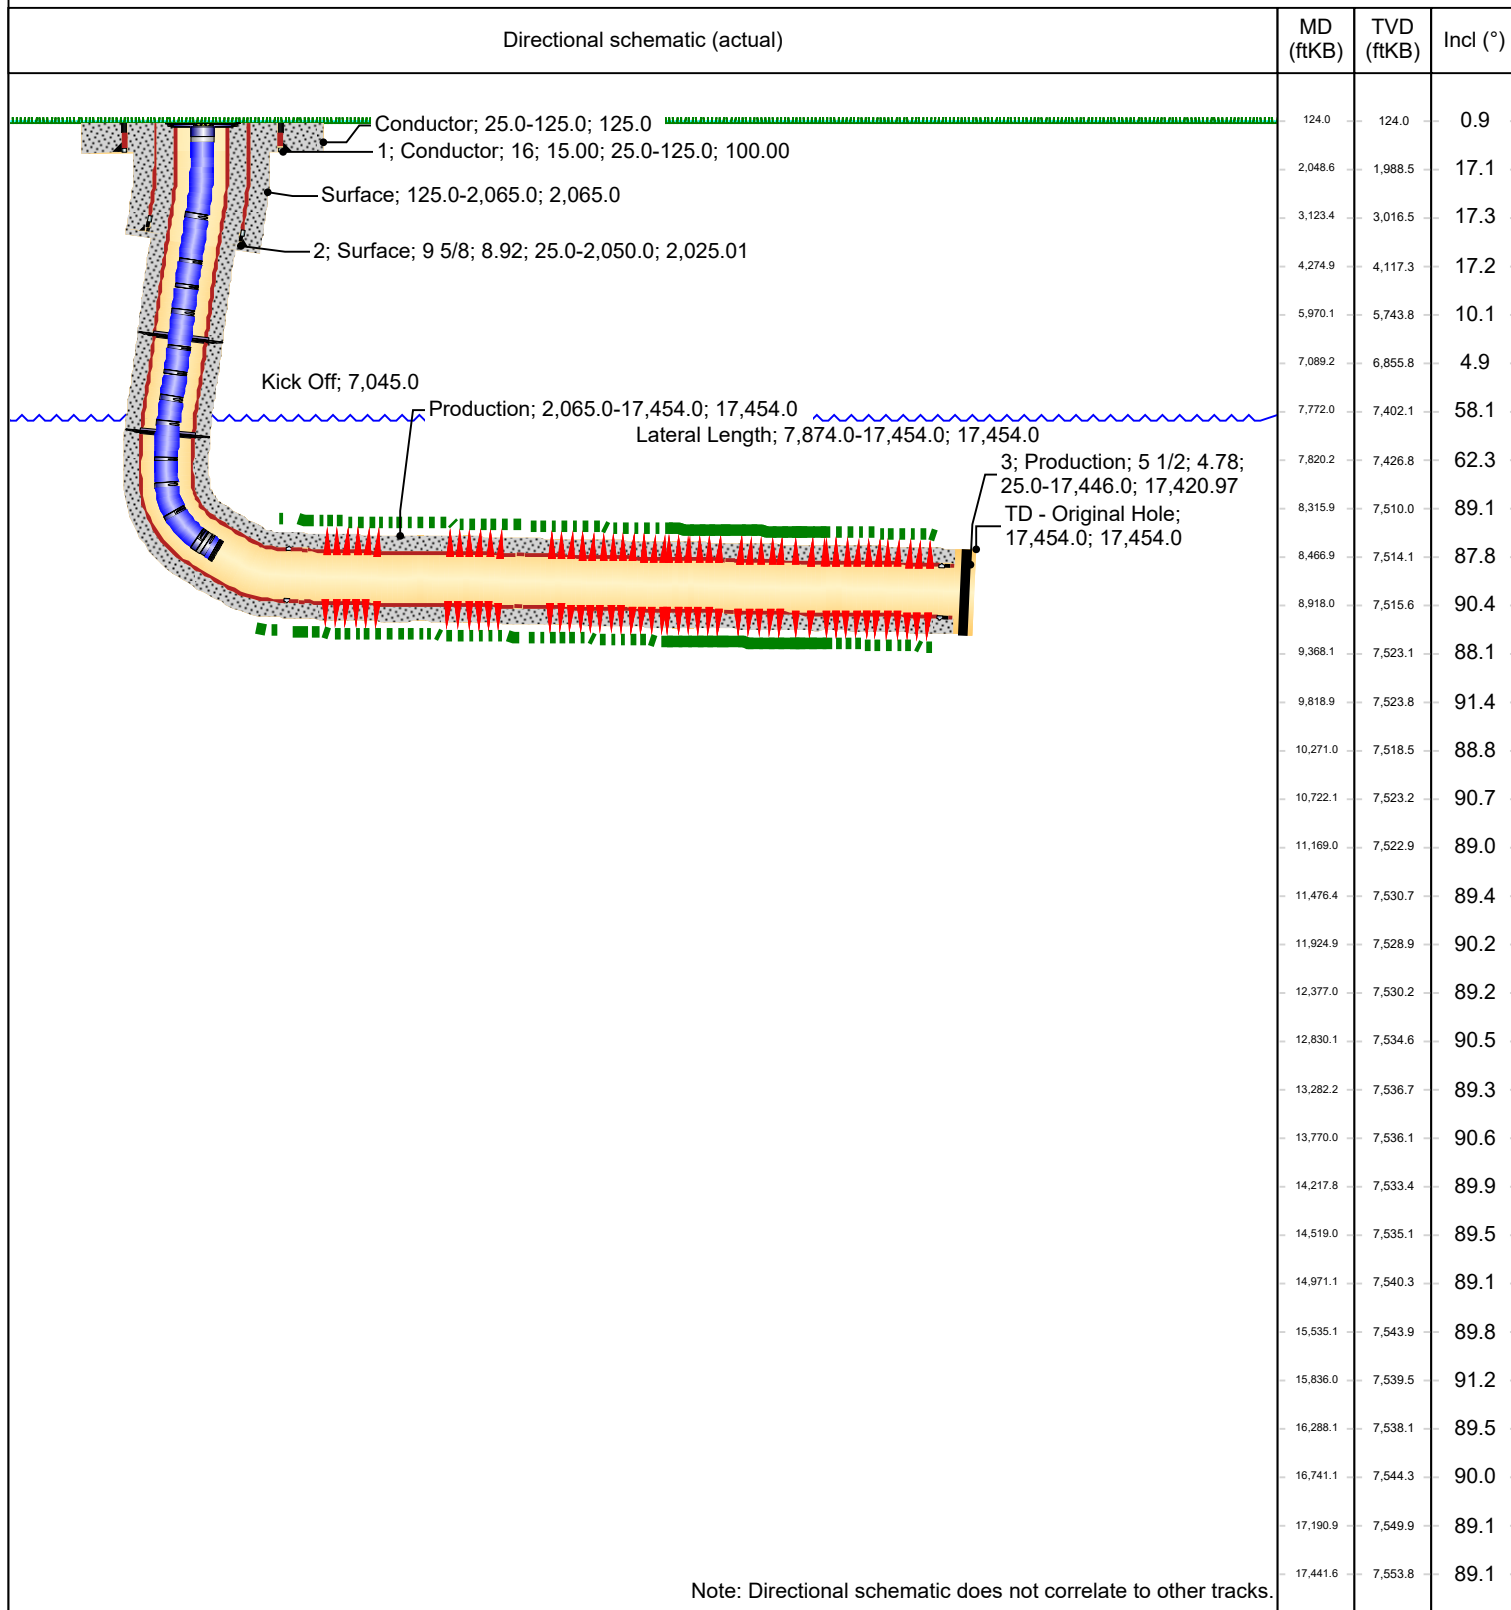 Directional schematic (actual)
MD
(ftKB)
TVD
(ftKB)
Incl (°)
Conductor; 25.0-125.0; 125.0
1; Conductor; 16; 15.00; 25.0-125.0; 100.00
Surface; 125.0-2,065.0; 2,065.0
2; Surface; 9 5/8; 8.92; 25.0-2,050.0; 2,025.01
Kick Off; 7,045.0
Production; 2,065.0-17,454.0; 17,454.0
Lateral Length; 7,874.0-17,454.0; 17,454.0
3; Production; 5 1/2; 4.78;
25.0-17,446.0; 17,420.97
TD - Original Hole;
17,454.0; 17,454.0
124.0 124.0 0.9
2,048.6 1,988.5 17.1
3,123.4 3,016.5 17.3
4,274.9 4,117.3 17.2
5,970.1 5,743.8 10.1
7,089.2 6,855.8 4.9
7,772.0 7,402.1 58.1
7,820.2 7,426.8 62.3
8,315.9 7,510.0 89.1
8,466.9 7,514.1 87.8
8,918.0 7,515.6 90.4
9,368.1 7,523.1 88.1
9,818.9 7,523.8 91.4
10,271.0 7,518.5 88.8
10,722.1 7,523.2 90.7
11,169.0 7,522.9 89.0
11,476.4 7,530.7 89.4
11,924.9 7,528.9 90.2
12,377.0 7,530.2 89.2
12,830.1 7,534.6 90.5
13,282.2 7,536.7 89.3
13,770.0 7,536.1 90.6
14,217.8 7,533.4 89.9
14,519.0 7,535.1 89.5
14,971.1 7,540.3 89.1
15,535.1 7,543.9 89.8
15,836.0 7,539.5 91.2
16,288.1 7,538.1 89.5
16,741.1 7,544.3 90.0
17,190.9 7,549.9 89.1
17,441.6 7,553.8 89.1
Note: Directional schematic does not correlate to other tracks.